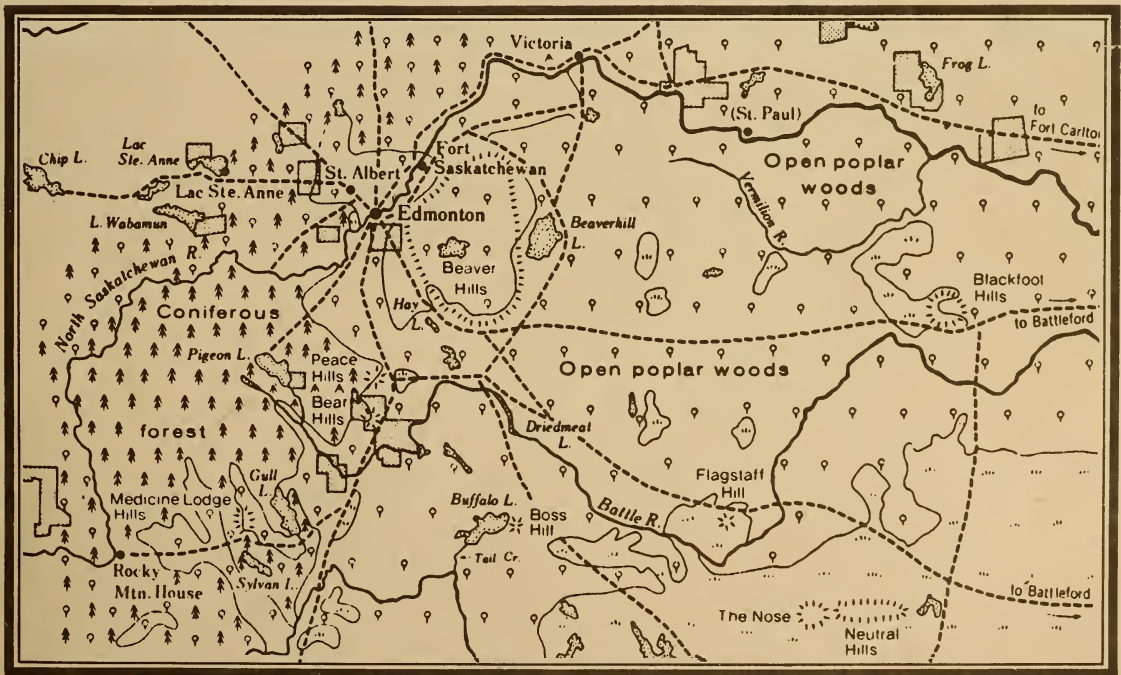 Victoria
Frog L.
(St. Paul)
to
Fort Carlto
Fort
Saskatchewan
Open poplar
woods
Chip L.
Lac
Ste. Anne
Lac Ste. Anne
St. Albert
L. Wabamun
Edmonton
Vermilion R.
Beaverhill
L.
Beaver
Hills
North Saskatchewan R.
Hay
L.
Blackfoot
Hills
to Battleford
Coniferous
forest
Pigeon L.
Peace
Hills
Bear
Hills
Open poplar woods
Driedmeat
L.
Gull
L.
Medicine Lodge
Hills
Flagstaff
Hill
Buffalo L.
Boss
Hill
Battle R.
Tail Cr.
Rocky
Mtn. House
Sylvan L.
to Battleford
The Nose
Neutral
Hills